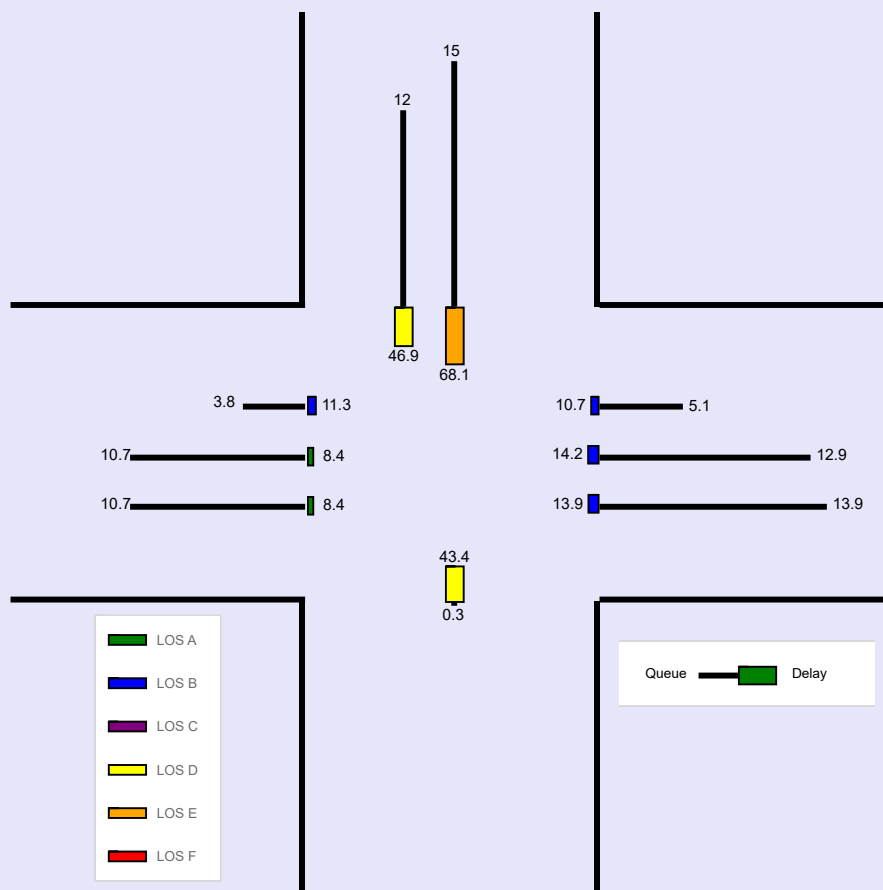 15
12
46.9
68.1
3.8
11.3
10.7
5.1
10.7
8.4
14.2
12.9
10.7
8.4
13.9
13.9
43.4
0.3
LOS A
LOS B
LOS C
LOS D
LOS E
LOS F
Queue
Delay